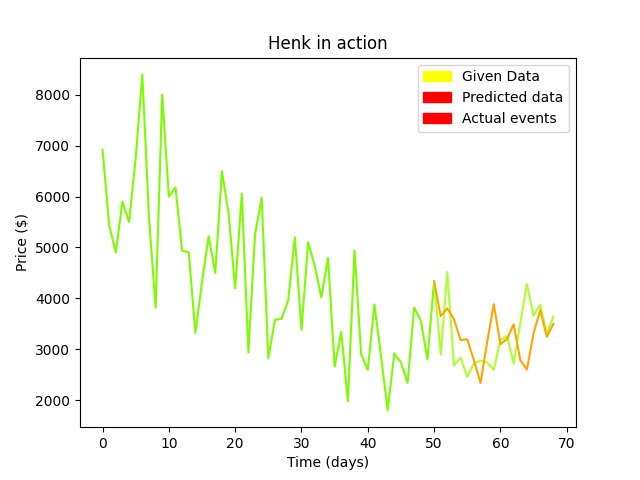 Henk in action
Given Data
Predicted data
Actual events
8000
7000
6000
5000
4000
3000
2000
Price ($)
0 10 20 30 40 50 60 70
Time (days)